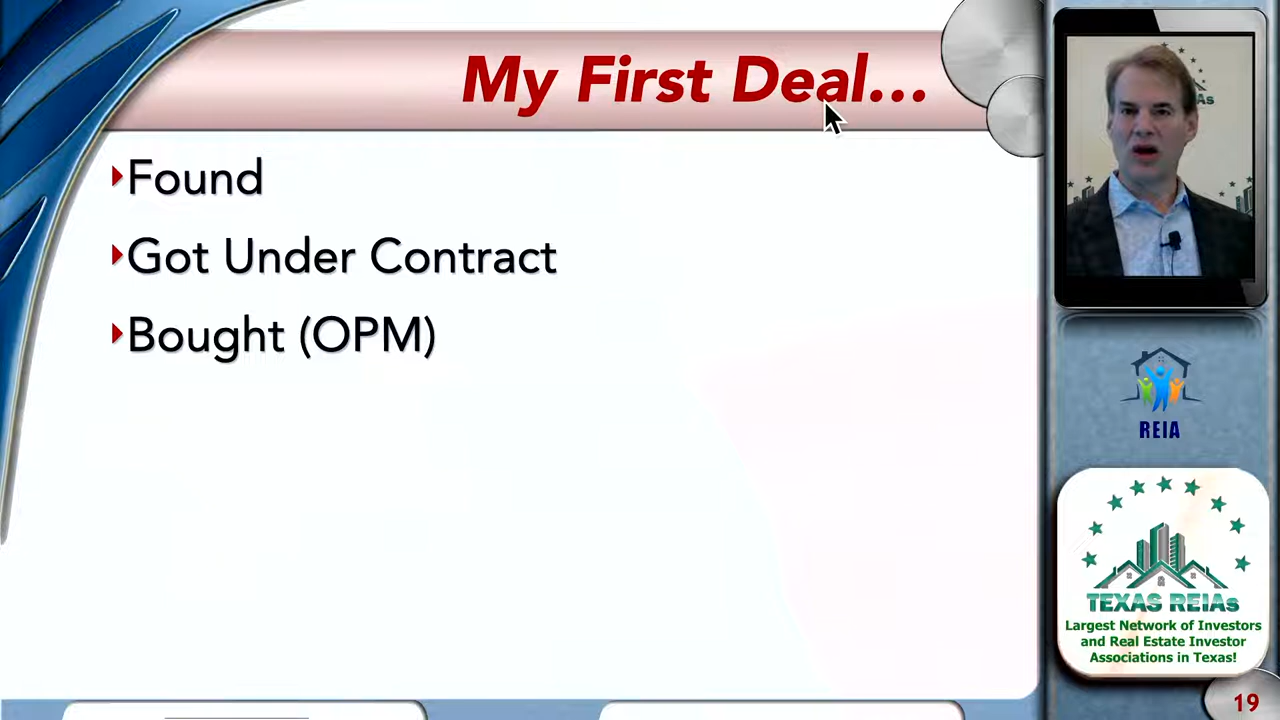 My First Deal...
Found
Got Under Contract
Bought (OPM)
As
REIA
TEXAS REIAs
Largest Network of Investors
and Real Estate Investor
Associations in Texas!
19